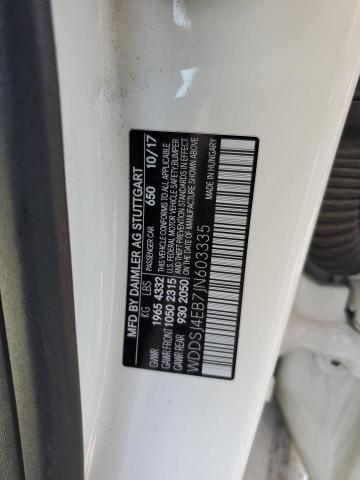 MFD BY DAIMLER AG STUTTGART
KG LBS PASSENGER CAR 650 10/17
GAWR 1965 4332 THIS VEHICLE CONFORMS TO ALL APPLICABLE
GAWR FRONT 1050 2315 U.S. FEDERAL MOTOR VEHICLE SAFETY, BUMPER,
GAWR REAR 930 2050 AND THEFT PREVENTION STANDARDS IN EFFECT
ON THE DATE OF MANUFACTURE SHOWN ABOVE
WDDSJ4EB7JN603335 MADE IN HUNGARY